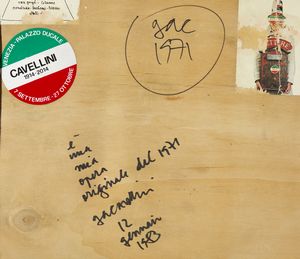 gac
1971
VENEZIA - PALAZZO DUCALE
CAVELLINI
1914-2014
7 SETTEMBRE - 27 OTTOBRE
è
una
mia
opera
originale del 1971
12
gennaio
1983